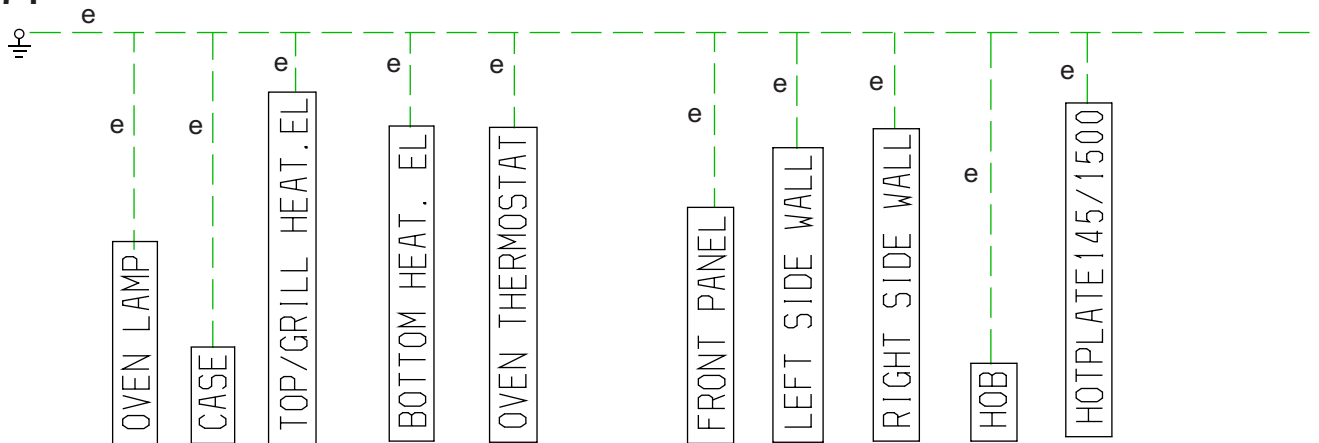 e
e
e
e
e
e
e
e
e
e
e
OVEN LAMP
CASE
TOP/GRILL HEAT.EL
BOTTOM HEAT. EL
OVEN THERMOSTAT
FRONT PANEL
LEFT SIDE WALL
RIGHT SIDE WALL
HOB
HOTPLATE145/1500